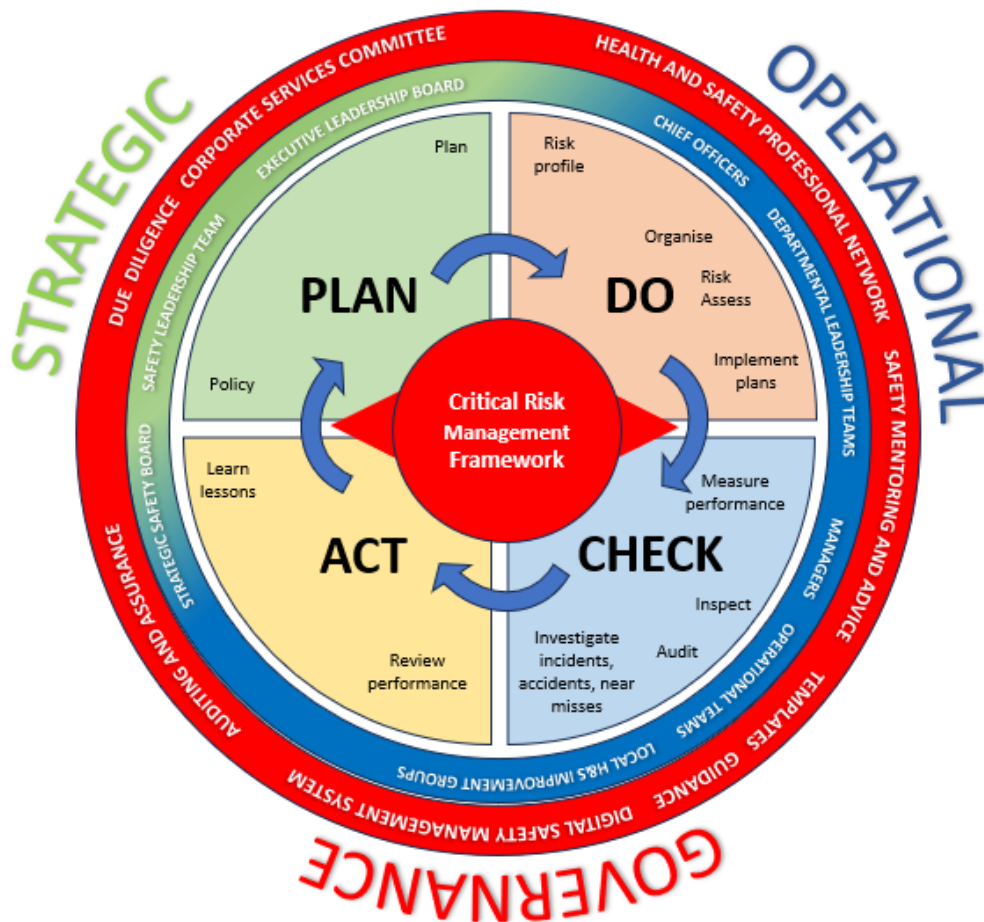 STRATEGIC
OPERATIONAL
GOVERNANCE
DUE DILIGENCE
CORPORATE SERVICES COMMITTEE
HEALTH AND SAFETY PROFESSIONAL NETWORK
SAFETY MENTORING AND ADVICE
TEMPLATES
GUIDANCE
DIGITAL SAFETY MANAGEMENT SYSTEM
AUDITING AND ASSURANCE
STRATEGIC SAFETY BOARD
SAFETY LEADERSHIP TEAM
EXECUTIVE LEADERSHIP BOARD
CHIEF OFFICERS
DEPARTMENTAL LEADERSHIP TEAMS
MANAGERS
OPERATIONAL TEAMS
LOCAL H&S IMPROVEMENT GROUPS
Plan
PLAN
Policy
Risk
profile
Organise
Risk
Assess
DO
Implement
plans
Critical Risk
Management
Framework
Measure
performance
CHECK
Inspect
Audit
Investigate
incidents,
accidents, near
misses
Learn
lessons
ACT
Review
performance